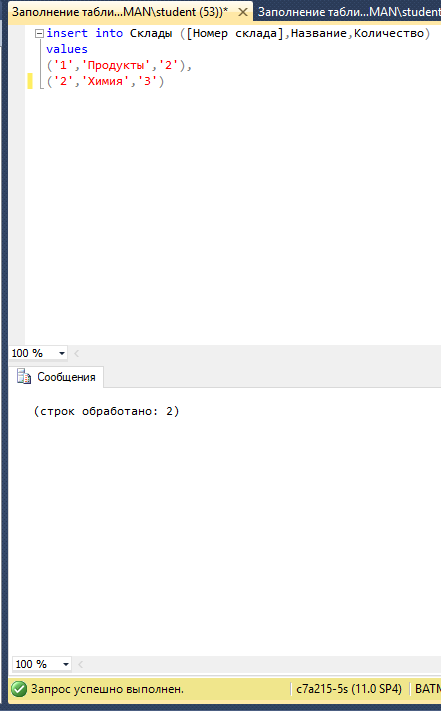 Заполнение табли...MAN\student (53))* Заполнение табли...MAN\student
insert into Склады ([Номер склада],Название,Количество)
values
('1','Продукты','2'),
('2','Химия','3')
100 %
Сообщения
(строк обработано: 2)
100 %
Запрос успешно выполнен. c7a215-5s (11.0 SP4) BATM